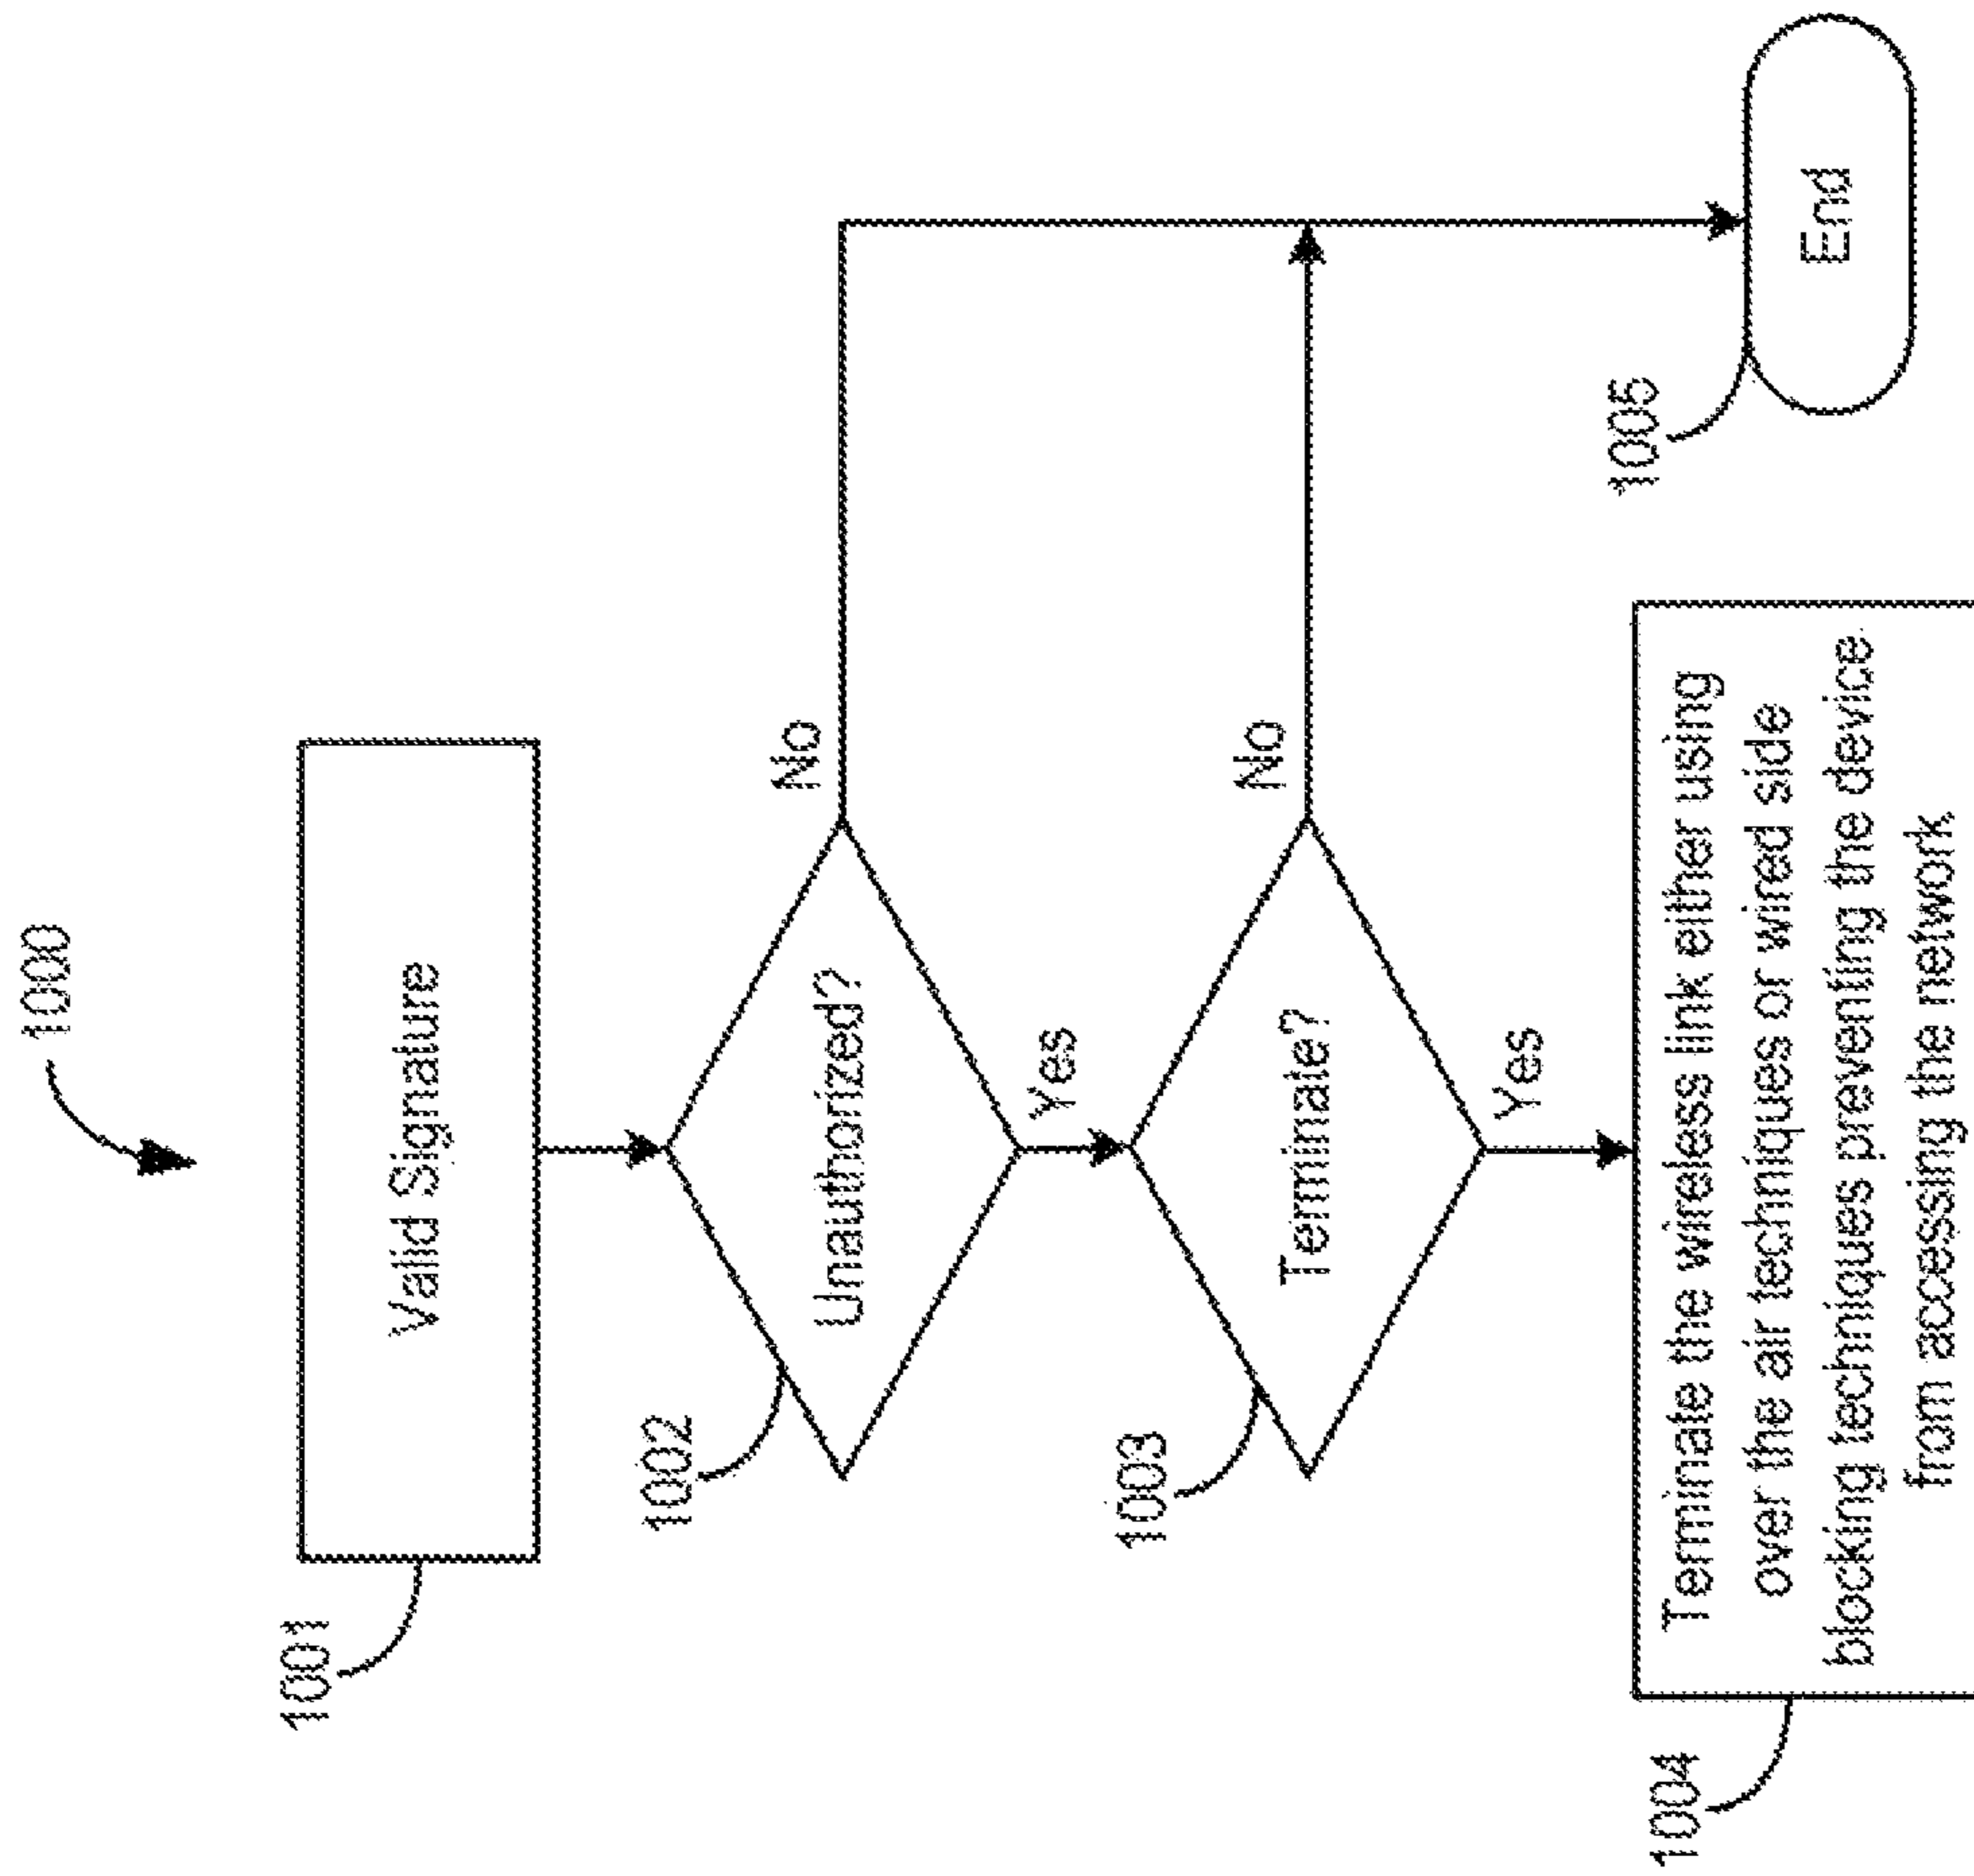 1000
1001
Valid Signature
1002
Unauthorized?
No
Yes
1003
Terminate?
No
Yes
1004
Terminate the wireless link either using
over the air techniques or wired side
blocking techniques preventing the device
from accessing the network
1005
End